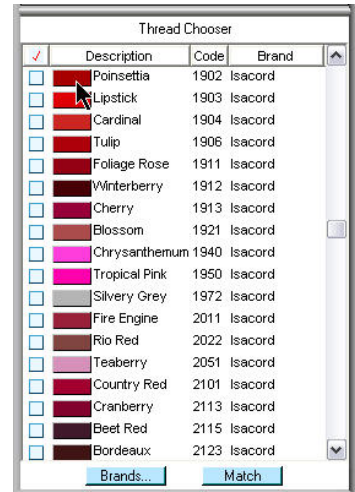 Thread Chooser
✓ Description Code Brand
Poinsettia 1902 Isacord
Lipstick 1903 Isacord
Cardinal 1904 Isacord
Tulip 1906 Isacord
Foliage Rose 1911 Isacord
Winterberry 1912 Isacord
Cherry 1913 Isacord
Blossom 1921 Isacord
Chrysanthemum 1940 Isacord
Tropical Pink 1950 Isacord
Silvery Grey 1972 Isacord
Fire Engine 2011 Isacord
Rio Red 2022 Isacord
Teaberry 2051 Isacord
Country Red 2101 Isacord
Cranberry 2113 Isacord
Beet Red 2115 Isacord
Bordeaux 2123 Isacord
Brands... Match